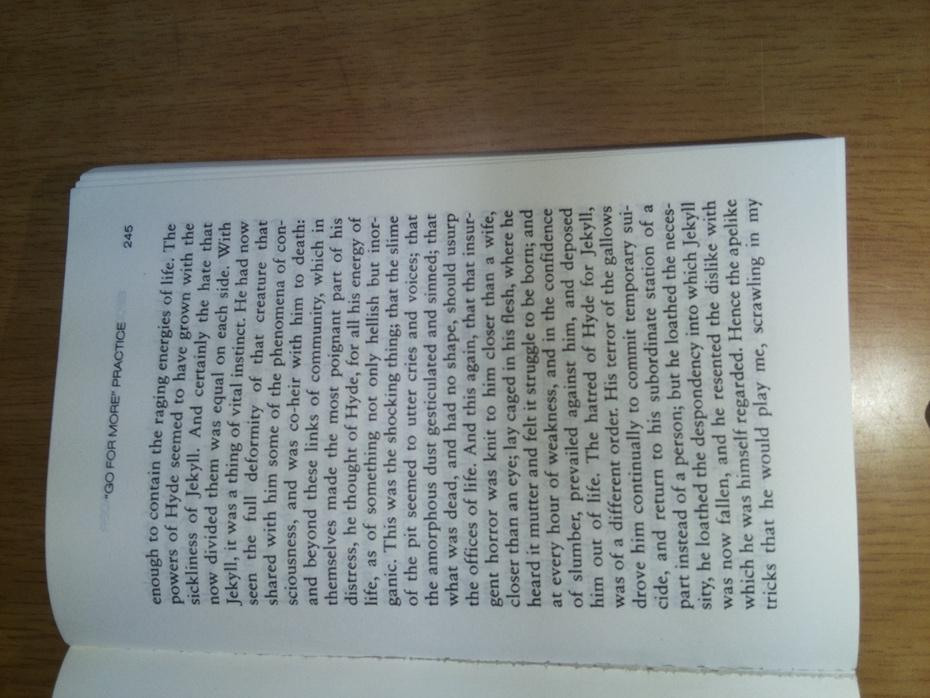 "GO FOR MORE" PRACTICE 245
enough to contain the raging energies of life. The
powers of Hyde seemed to have grown with the
sickliness of Jekyll. And certainly the hate that
now divided them was equal on each side. With
Jekyll, it was a thing of vital instinct. He had now
seen the full deformity of that creature that
shared with him some of the phenomena of con-
sciousness, and was co-heir with him to death:
and beyond these links of community, which in
themselves made the most poignant part of his
distress, he thought of Hyde, for all his energy of
life, as of something not only hellish but inor-
ganic. This was the shocking thing; that the slime
of the pit seemed to utter cries and voices; that
the amorphous dust gesticulated and sinned; that
what was dead, and had no shape, should usurp
the offices of life. And this again, that that insur-
gent horror was knit to him closer than a wife,
closer than an eye; lay caged in his flesh, where he
heard it mutter and felt it struggle to be born; and
at every hour of weakness, and in the confidence
of slumber, prevailed against him, and deposed
him out of life. The hatred of Hyde for Jekyll,
was of a different order. His terror of the gallows
drove him continually to commit temporary sui-
cide, and return to his subordinate station of a
part instead of a person; but he loathed the neces-
sity, he loathed the despondency into which Jekyll
was now fallen, and he resented the dislike with
which he was himself regarded. Hence the apelike
tricks that he would play me, scrawling in my